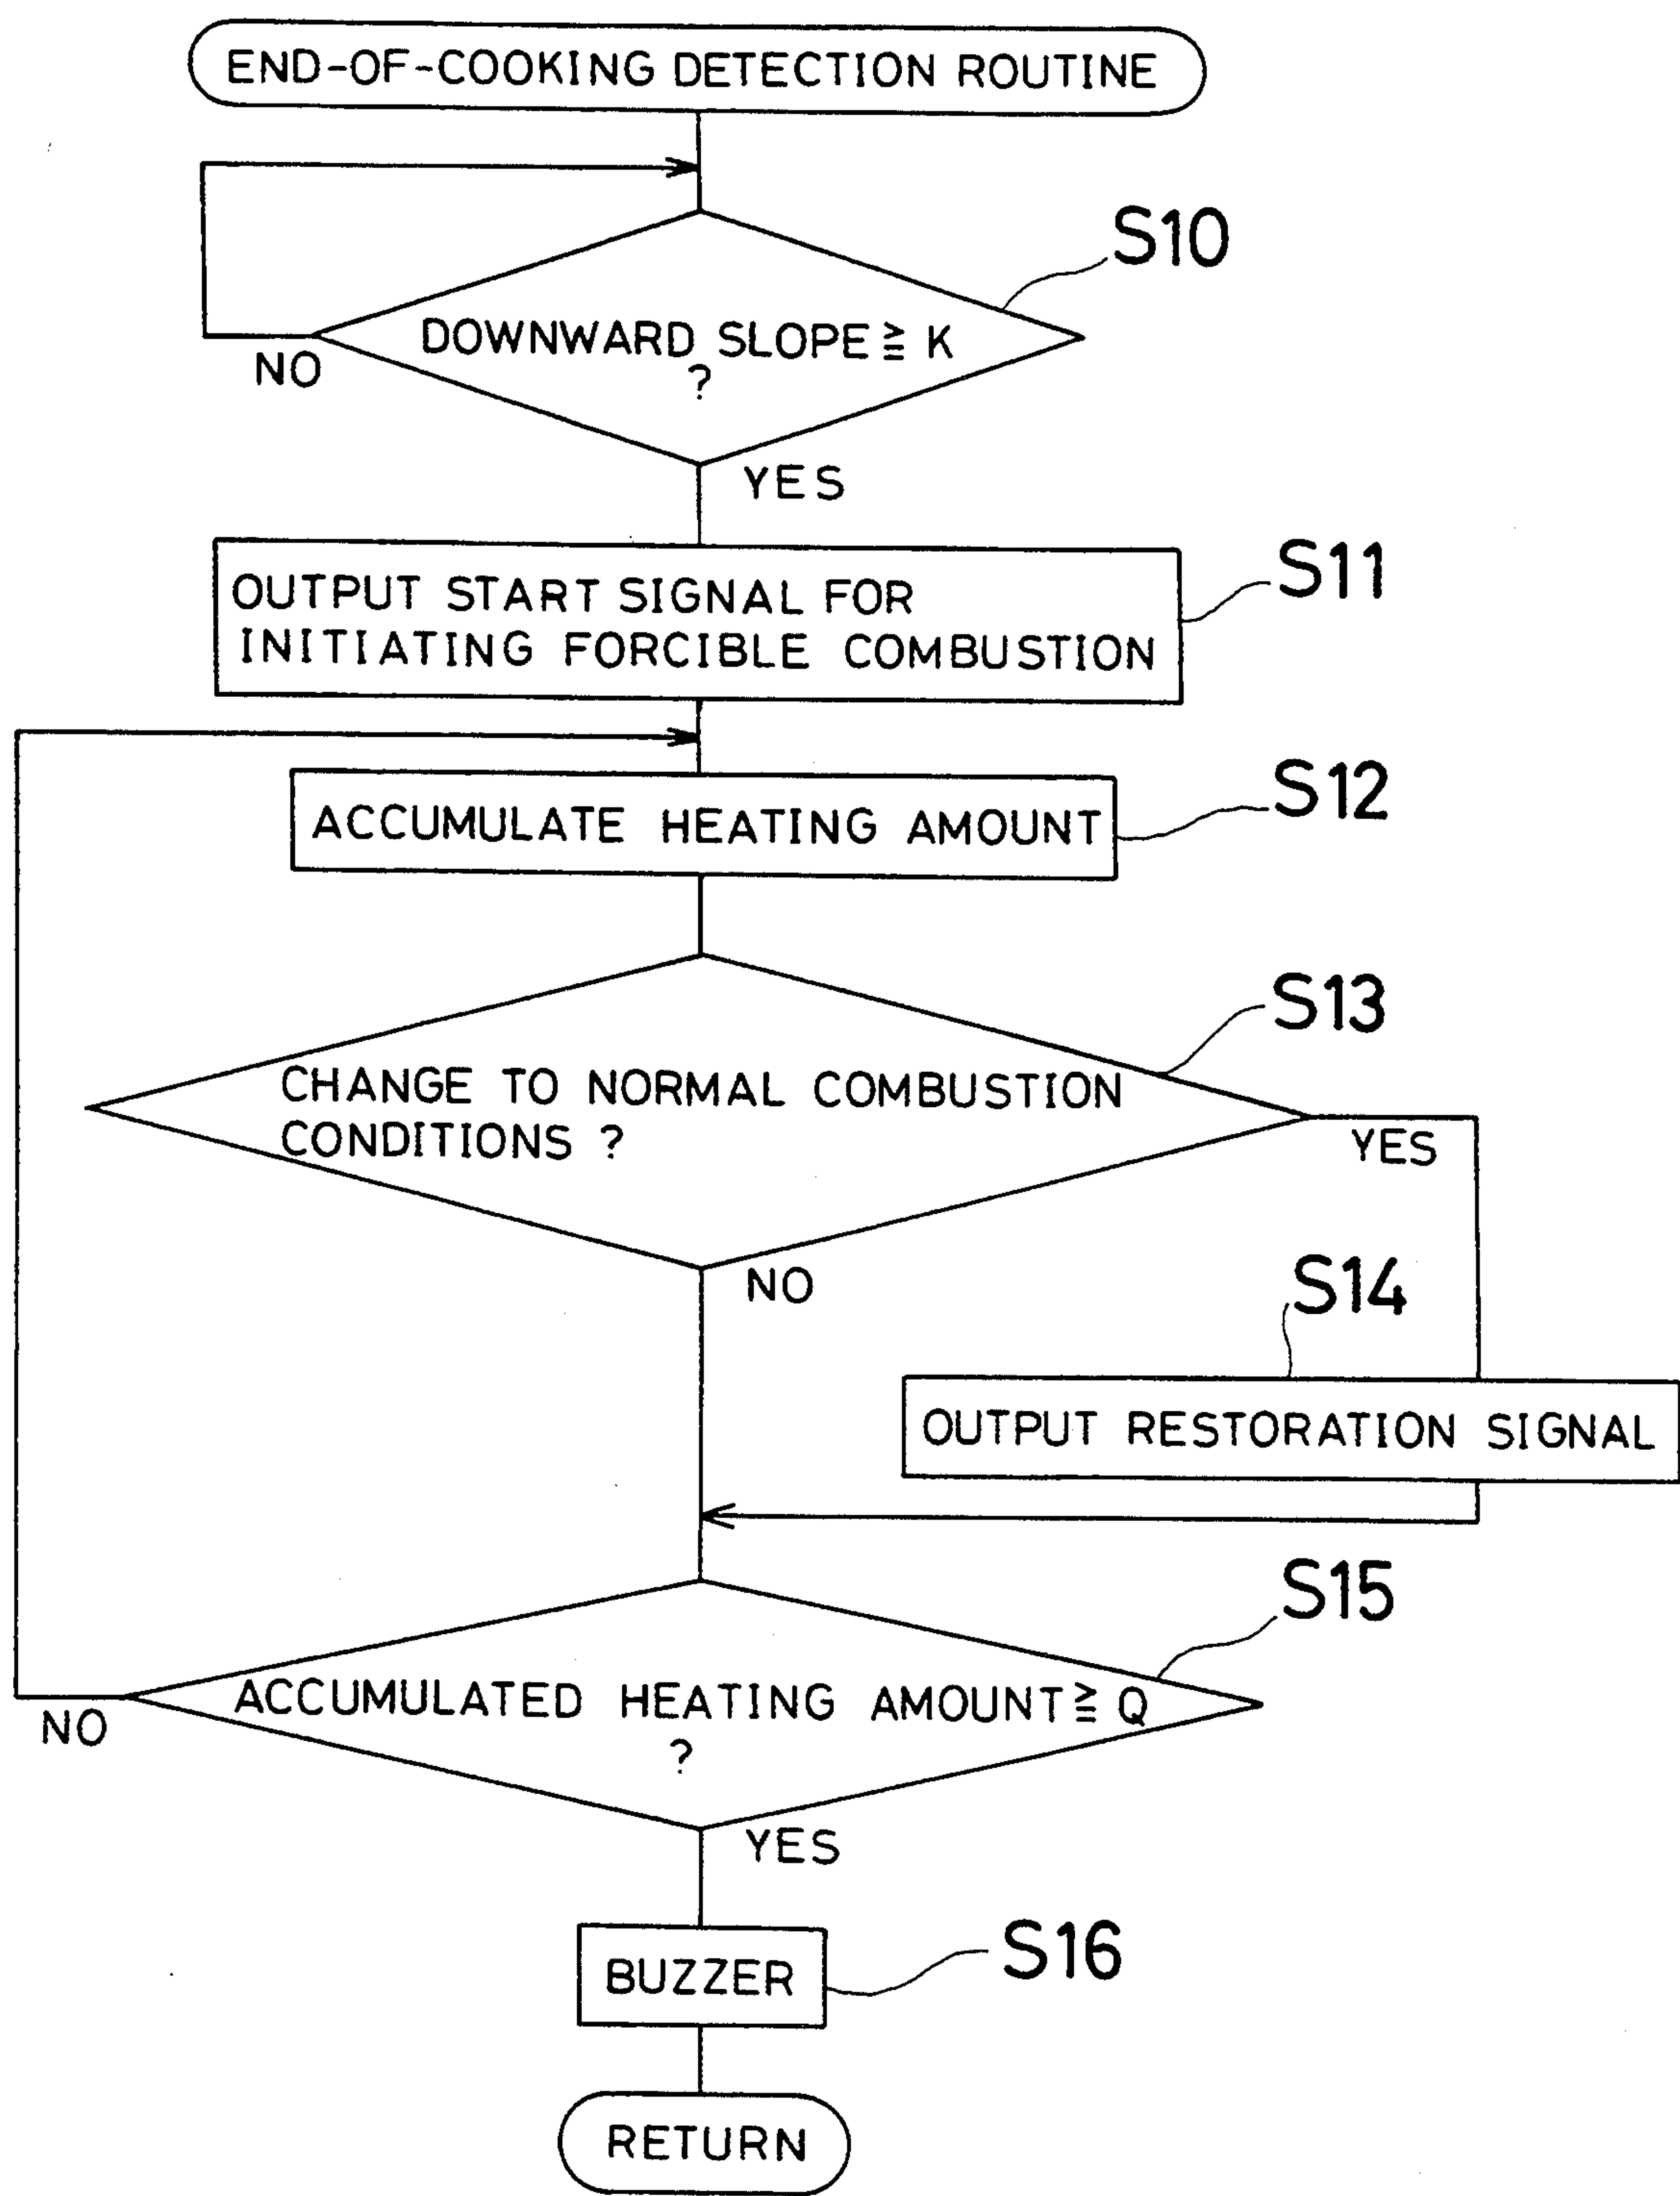 END-OF-COOKING DETECTION ROUTINE
S10
DOWNWARD SLOPE ≧ K
?
NO
YES
S11
OUTPUT START SIGNAL FOR
INITIATING FORCIBLE COMBUSTION
S12
ACCUMULATE HEATING AMOUNT
S13
CHANGE TO NORMAL COMBUSTION
CONDITIONS ?
YES
NO
S14
OUTPUT RESTORATION SIGNAL
S15
ACCUMULATED HEATING AMOUNT ≧ Q
?
NO
YES
S16
BUZZER
RETURN